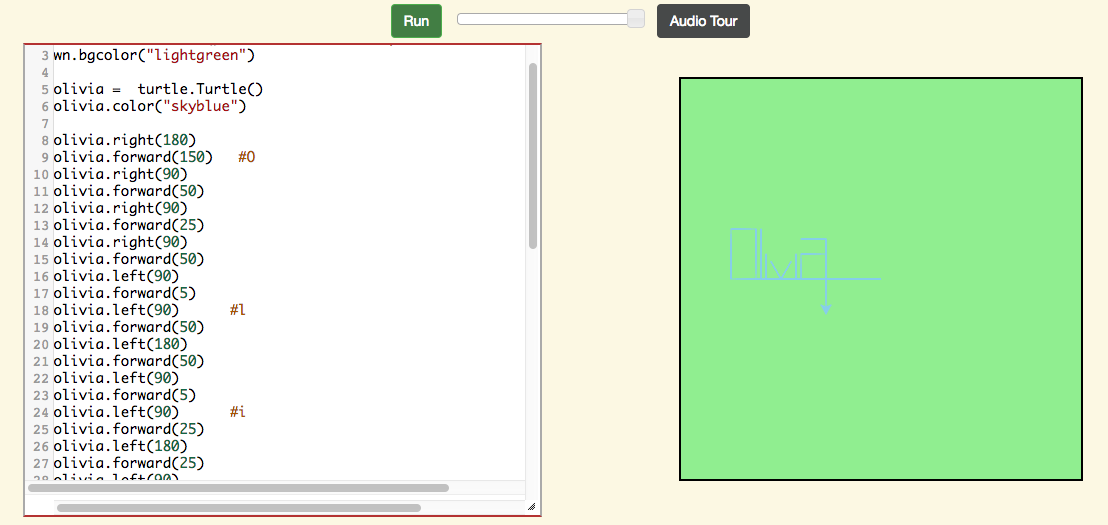 Run
Audio Tour
3 wn.bgcolor("lightgreen")
4
5 olivia =  turtle.Turtle()
6 olivia.color("skyblue")
7
8 olivia.right(180)
9 olivia.forward(150)   #O
10 olivia.right(90)
11 olivia.forward(50)
12 olivia.right(90)
13 olivia.forward(25)
14 olivia.right(90)
15 olivia.forward(50)
16 olivia.left(90)
17 olivia.forward(5)
18 olivia.left(90)      #l
19 olivia.forward(50)
20 olivia.left(180)
21 olivia.forward(50)
22 olivia.left(90)
23 olivia.forward(5)
24 olivia.left(90)      #i
25 olivia.forward(25)
26 olivia.left(180)
27 olivia.forward(25)
28 olivia.left(90)
Olivia